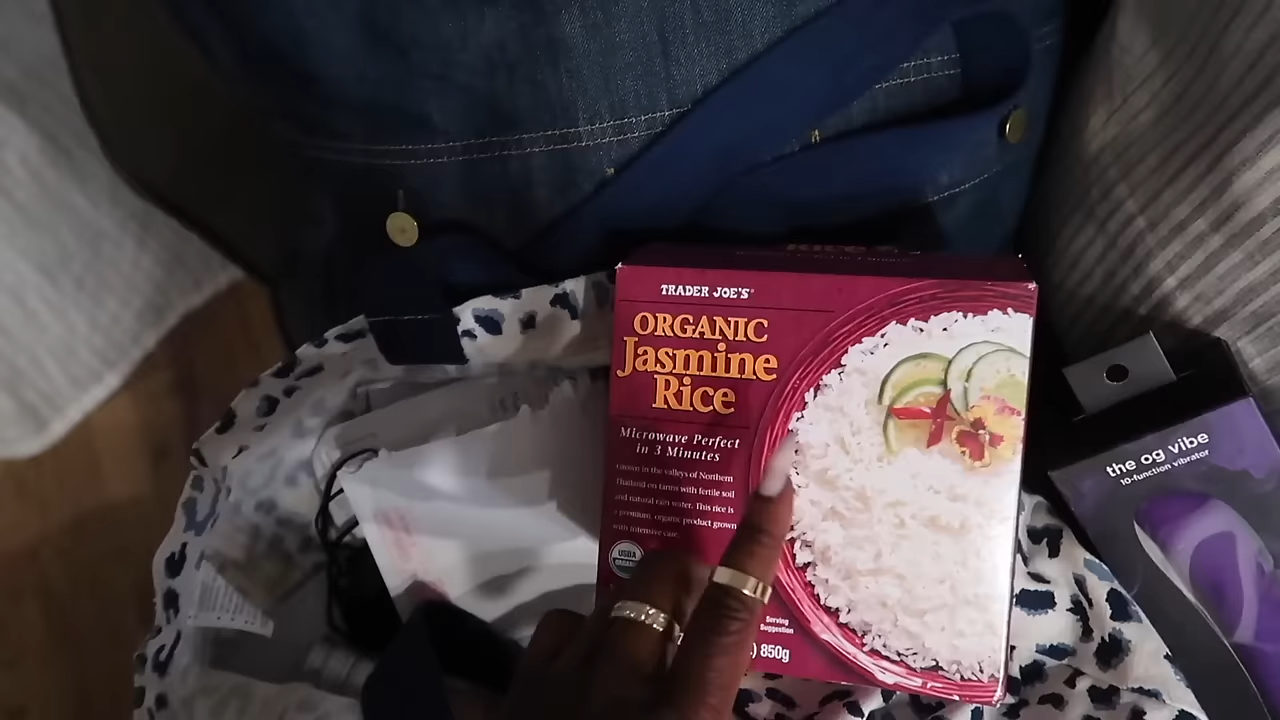 TRADER JOE'S
ORGANIC
Jasmine
Rice
Microwave Perfect
in 3 Minutes
Grown in the valleys of Northern
Thailand on farms with fertile soil
and natural rain water. This rice is
a premium, organic product grown
with intensive care.
USDA
ORGANIC
Serving
Suggestion
850g
the og vibe
10-function vibrator